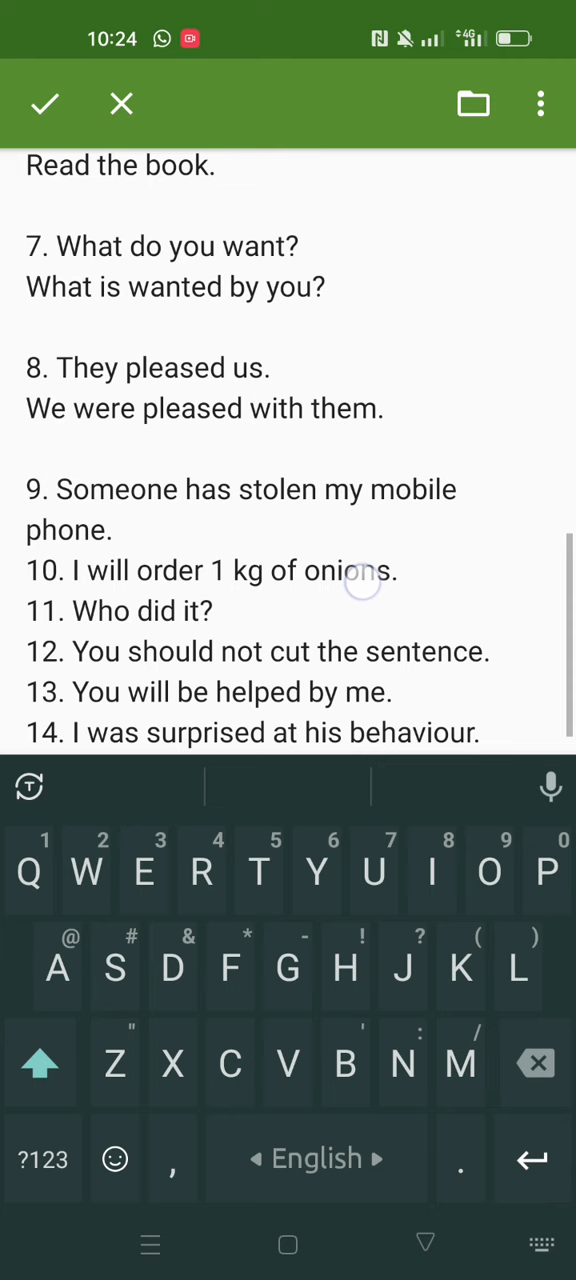 10:24
4G
Read the book.
7. What do you want?
What is wanted by you?
8. They pleased us.
We were pleased with them.
9. Someone has stolen my mobile
phone.
10. I will order 1 kg of onions.
11. Who did it?
12. You should not cut the sentence.
13. You will be helped by me.
14. I was surprised at his behaviour.
1 2 3 4 5 6 7 8 9 0
Q W E R T Y U I O P
@ # & * - ! ? ( )
A S D F G H J K L
" ' : /
Z X C V B N M
?123 , English .